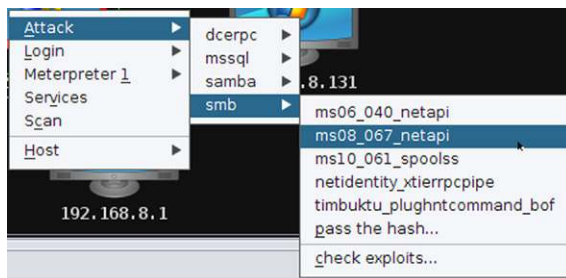 Attack
Login
Meterpreter 1
Services
Scan
Host
dcerpc
mssql
samba
smb
.8.131
ms06_040_netapi
ms08_067_netapi
ms10_061_spoolss
netidentity_xtierrpcpipe
timbuktu_plughntcommand_bof
pass the hash...
check exploits...
192.168.8.1